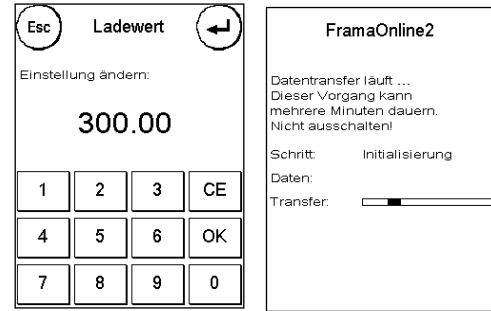 Esc
Ladewert
Einstellung ändern:
300.00
1 2 3 CE
4 5 6 OK
7 8 9 0
FramaOnline2
Datentransfer läuft ...
Dieser Vorgang kann
mehrere Minuten dauern.
Nicht ausschalten!
Schritt: Initialisierung
Daten:
Transfer: